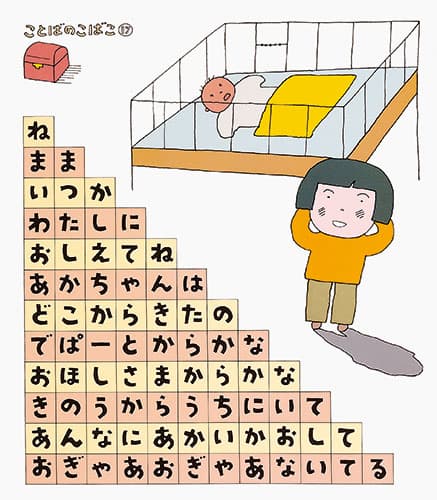 ことばのこばこ⑰
ね
まま
いつか
わたしに
おしえてね
あかちゃんは
どこからきたの
でぱーとからかな
おほしさまからかな
きのうからうちにいて
あんなにあかいかおして
おぎゃあおぎゃあないてる